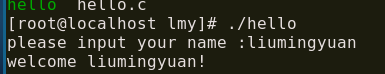 hello  hello.c
[root@localhost lmy]# ./hello
please input your name :liumingyuan
welcome liumingyuan!